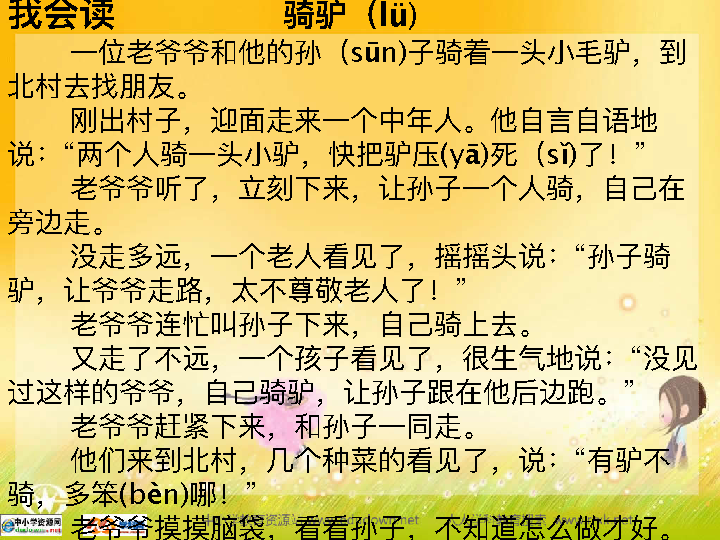 我会读 骑驴（lǘ）
一位老爷爷和他的孙（sūn)子骑着一头小毛驴，到
北村去找朋友。
刚出村子，迎面走来一个中年人。他自言自语地
说：“两个人骑一头小驴，快把驴压(yā)死（sǐ)了！”
老爷爷听了，立刻下来，让孙子一个人骑，自己在
旁边走。
没走多远，一个老人看见了，摇摇头说：“孙子骑
驴，让爷爷走路，太不尊敬老人了！”
老爷爷连忙叫孙子下来，自己骑上去。
又走了不远，一个孩子看见了，很生气地说：“没见
过这样的爷爷，自己骑驴，让孙子跟在他后边跑。”
老爷爷赶紧下来，和孙子一同走。
他们来到北村，几个种菜的看见了，说：“有驴不
骑，多笨(bèn)哪！”
老爷爷摸摸脑袋，看看孙子，不知道怎么做才好。
中小学资源网